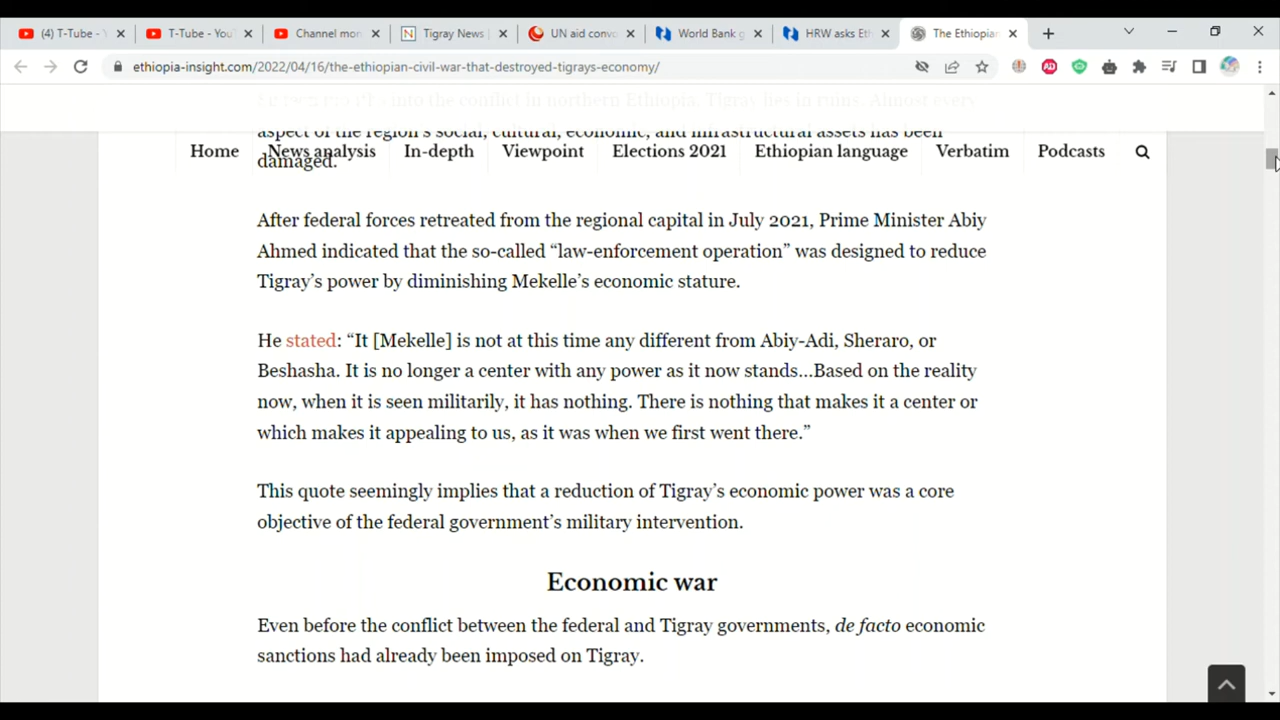 (4) T-Tube - Y
T-Tube - You
Channel mon
Tigray News |
UN aid convo
World Bank g
HRW asks Eth
The Ethiopian
ethiopia-insight.com/2022/04/16/the-ethiopian-civil-war-that-destroyed-tigrays-economy/
into the conflict in northern Ethiopia, Tigray lies in ruins. Almost every
aspect of the region's social, cultural, economic, and infrastructural assets has been
Home News analysis In-depth Viewpoint Elections 2021 Ethiopian language Verbatim Podcasts
damaged.
After federal forces retreated from the regional capital in July 2021, Prime Minister Abiy
Ahmed indicated that the so-called “law-enforcement operation” was designed to reduce
Tigray’s power by diminishing Mekelle’s economic stature.
He stated: “It [Mekelle] is not at this time any different from Abiy-Adi, Sheraro, or
Beshasha. It is no longer a center with any power as it now stands…Based on the reality
now, when it is seen militarily, it has nothing. There is nothing that makes it a center or
which makes it appealing to us, as it was when we first went there.”
This quote seemingly implies that a reduction of Tigray’s economic power was a core
objective of the federal government’s military intervention.
Economic war
Even before the conflict between the federal and Tigray governments, de facto economic
sanctions had already been imposed on Tigray.